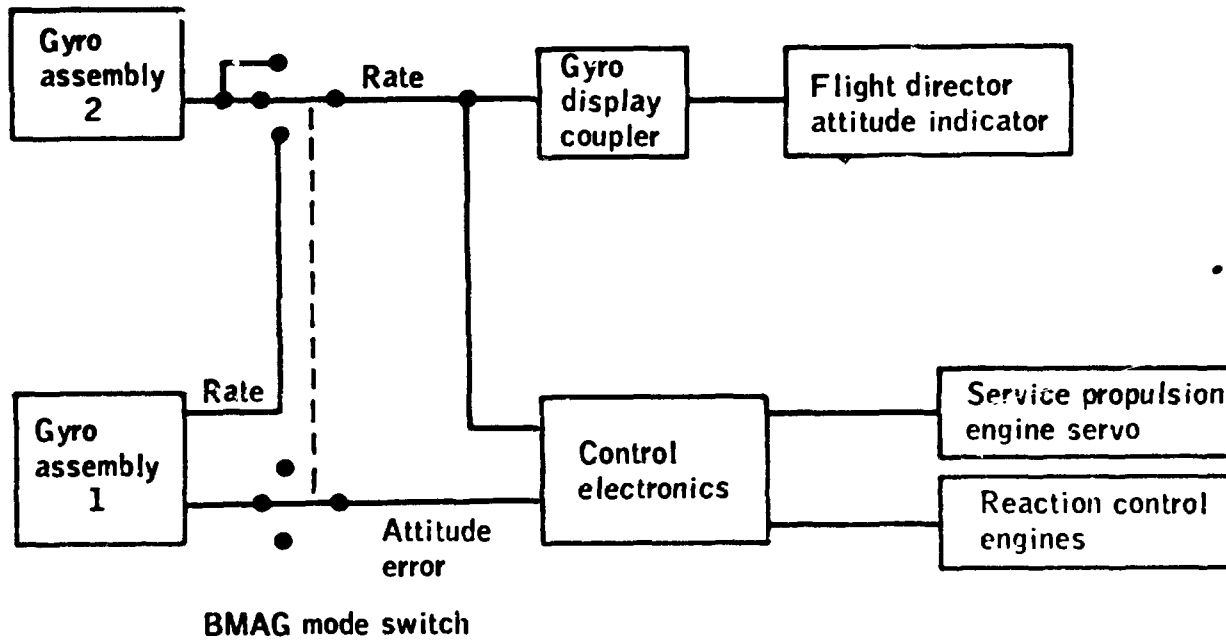 Gyro
assembly
2
Rate
Gyro
display
coupler
Flight director
attitude indicator
Rate
Gyro
assembly
1
Attitude
error
Control
electronics
Service propulsion
engine servo
Reaction control
engines
BMAG mode switch